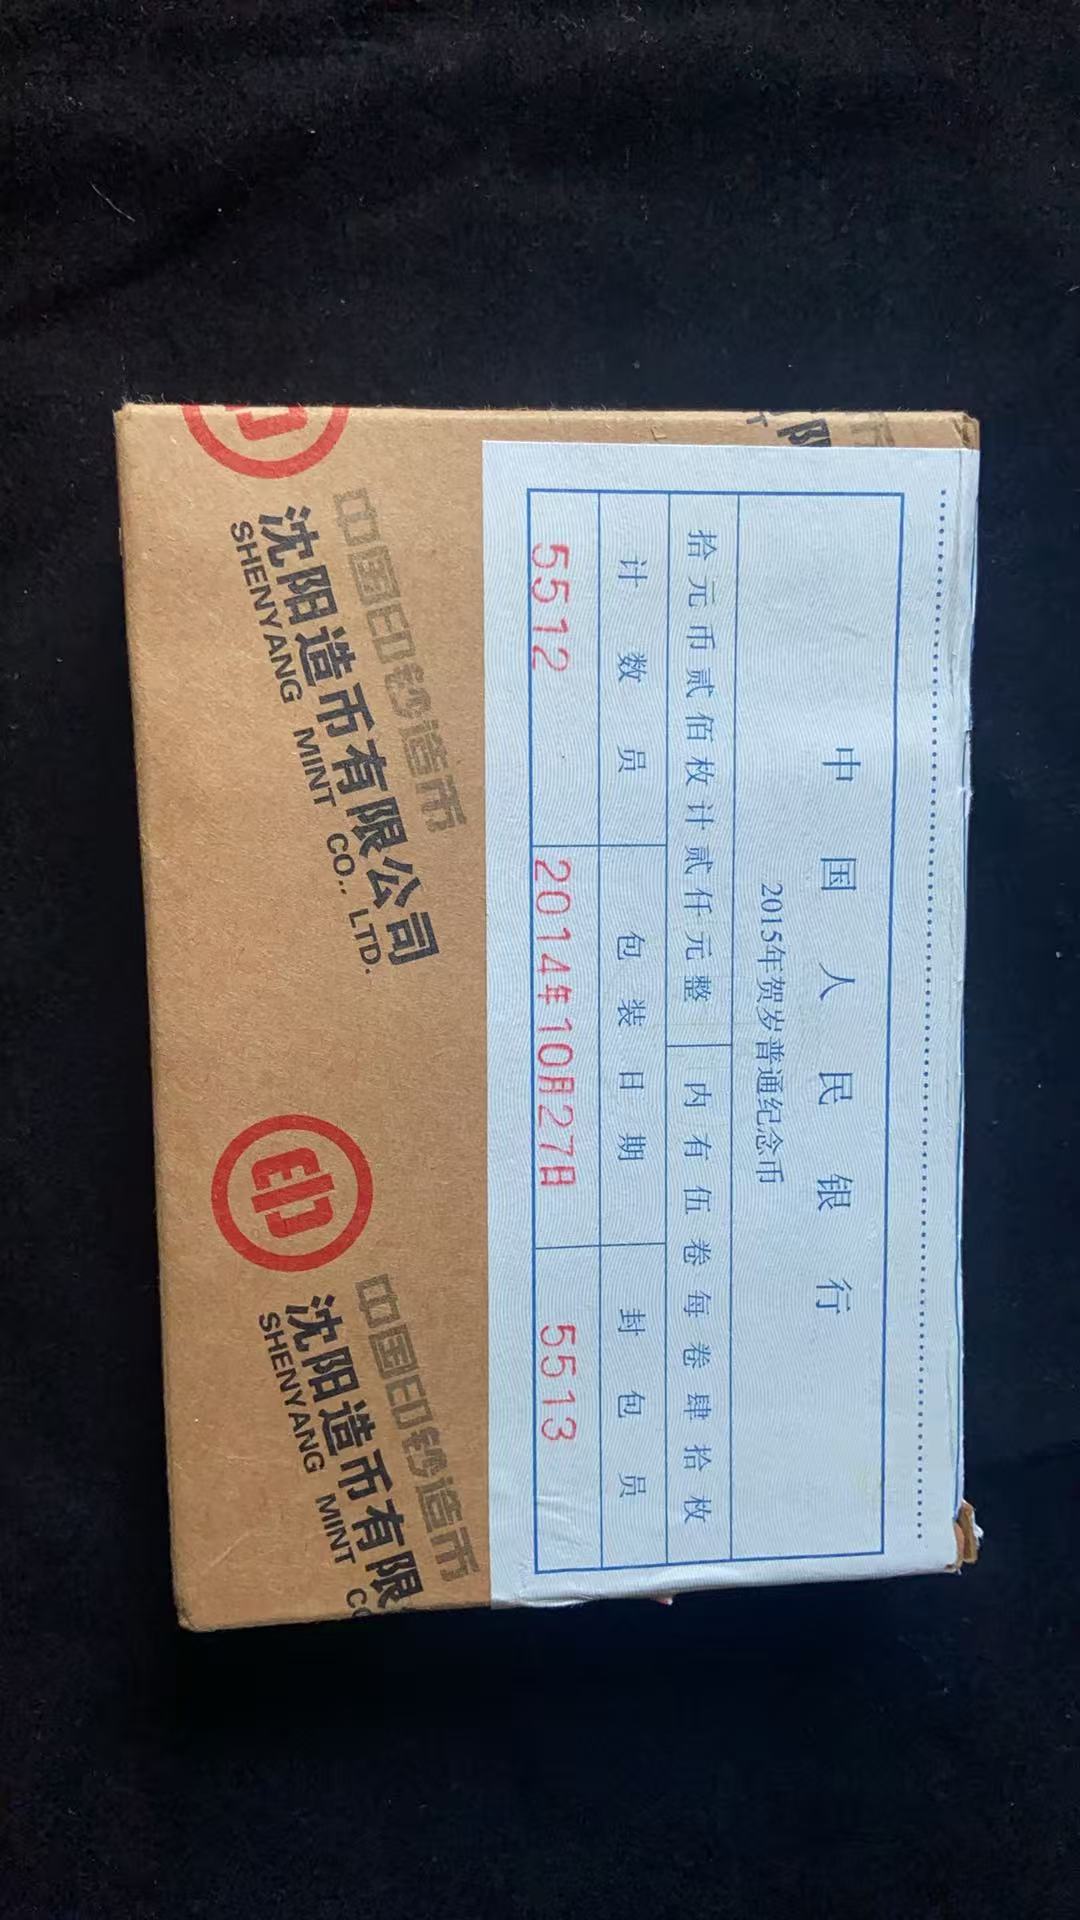 中国人民银行
2015年贺岁普通纪念币
拾元币贰佰枚计贰仟元整 内有伍卷每卷肆拾枚
计数员 包装日期 封包员
5512 2014年10月27日 5513
中国印钞造币
沈阳造币有限公司
SHENYANG MINT CO., LTD.
中国印钞造币
沈阳造币有限
SHENYANG MINT CO